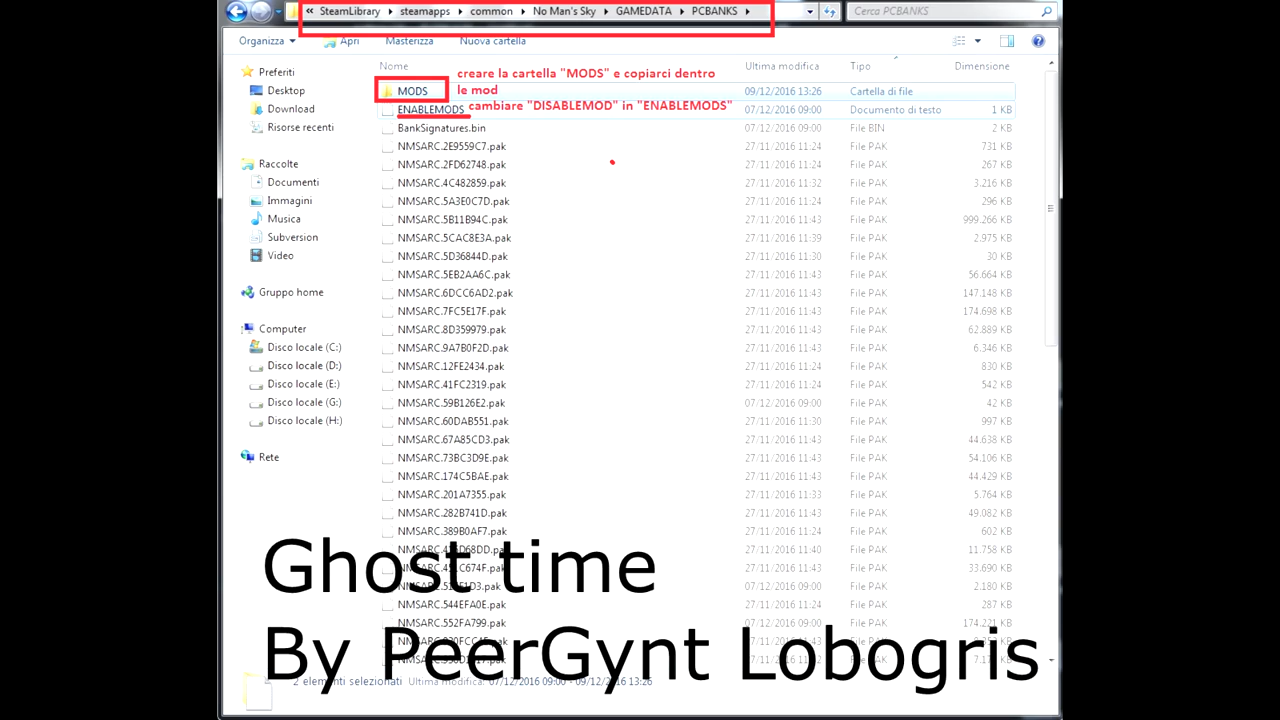 « SteamLibrary ▸ steamapps ▸ common ▸ No Man's Sky ▸ GAMEDATA ▸ PCBANKS ▸ Cerca PCBANKS
Organizza Apri Masterizza Nuova cartella
Nome Ultima modifica Tipo Dimensione
creare la cartella "MODS" e copiarci dentro
le mod
cambiare "DISABLEMOD" in "ENABLEMODS"
Preferiti
Desktop
Download
Risorse recenti
Raccolte
Documenti
Immagini
Musica
Subversion
Video
Gruppo home
Computer
Disco locale (C:)
Disco locale (D:)
Disco locale (E:)
Disco locale (G:)
Disco locale (H:)
Rete
MODS 09/12/2016 13:26 Cartella di file
ENABLEMODS 07/12/2016 09:00 Documento di testo 1 KB
BankSignatures.bin 07/12/2016 09:00 File BIN 2 KB
NMSARC.2E9559C7.pak 27/11/2016 11:24 File PAK 731 KB
NMSARC.2FD62748.pak 27/11/2016 11:24 File PAK 267 KB
NMSARC.4C482859.pak 27/11/2016 11:32 File PAK 3.216 KB
NMSARC.5A3E0C7D.pak 27/11/2016 11:24 File PAK 296 KB
NMSARC.5B11B94C.pak 27/11/2016 11:43 File PAK 999.266 KB
NMSARC.5CAC8E3A.pak 27/11/2016 11:39 File PAK 2.975 KB
NMSARC.5D36844D.pak 27/11/2016 11:30 File PAK 30 KB
NMSARC.5EB2AA6C.pak 27/11/2016 11:43 File PAK 56.664 KB
NMSARC.6DCC6AD2.pak 27/11/2016 11:43 File PAK 147.148 KB
NMSARC.7FC5E17F.pak 27/11/2016 11:43 File PAK 174.698 KB
NMSARC.8D359979.pak 27/11/2016 11:43 File PAK 62.889 KB
NMSARC.9A7B0F2D.pak 27/11/2016 11:43 File PAK 6.346 KB
NMSARC.12FE2434.pak 27/11/2016 11:24 File PAK 830 KB
NMSARC.41FC2319.pak 27/11/2016 11:24 File PAK 542 KB
NMSARC.59B126E2.pak 07/12/2016 09:00 File PAK 42 KB
NMSARC.60DAB551.pak 27/11/2016 11:43 File PAK 997 KB
NMSARC.67A85CD3.pak 27/11/2016 11:43 File PAK 44.638 KB
NMSARC.73BC3D9E.pak 27/11/2016 11:43 File PAK 54.106 KB
NMSARC.174C5BAE.pak 27/11/2016 11:24 File PAK 44.429 KB
NMSARC.201A7355.pak 27/11/2016 11:43 File PAK 5.764 KB
NMSARC.282B741D.pak 27/11/2016 11:43 File PAK 49.082 KB
NMSARC.389B0AF7.pak 27/11/2016 11:24 File PAK 602 KB
27/11/2016 11:40 File PAK 11.758 KB
27/11/2016 11:43 File PAK 33.690 KB
07/12/2016 09:00 File PAK 2.180 KB
NMSARC.544EFA0E.pak 27/11/2016 11:24 File PAK 287 KB
NMSARC.552FA799.pak 07/12/2016 09:00 File PAK 174.221 KB
Ghost time
By PeerGynt Lobogris
2 elementi selezionati Ultima modifica: 07/12/2016 09:00 - 09/12/2016 13:26